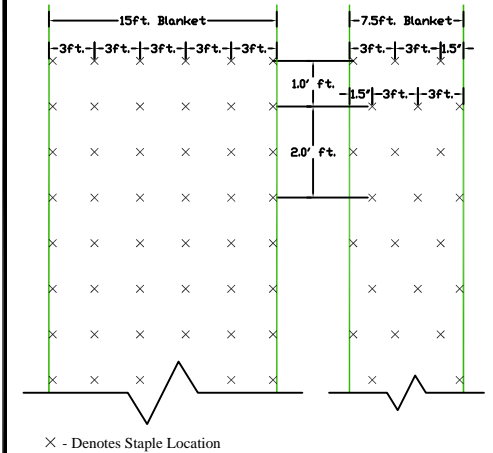 15ft. Blanket
7.5ft. Blanket
3ft. 3ft. 3ft. 3ft. 3ft.
3ft. 3ft. 1.5"
1.0' ft.
1.5" 3ft. 3ft.
2.0' ft.
× - Denotes Staple Location